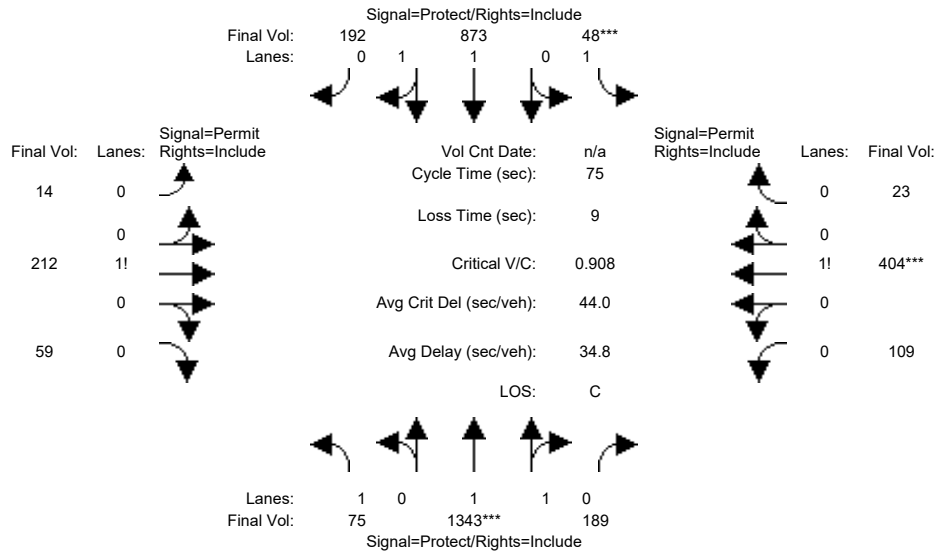 Signal=Protect/Rights=Include
Final Vol: 192 873 48***
Lanes: 0 1 1 0 1
Signal=Permit
Final Vol: Lanes: Rights=Include
Vol Cnt Date: n/a
Signal=Permit
Rights=Include Lanes: Final Vol:
Cycle Time (sec): 75
14 0
0 23
Loss Time (sec): 9
0
0
212 1!
Critical V/C: 0.908
1! 404***
0
Avg Crit Del (sec/veh): 44.0
0
59 0
Avg Delay (sec/veh): 34.8
0 109
LOS: C
Lanes: 1 0 1 1 0
Final Vol: 75 1343*** 189
Signal=Protect/Rights=Include